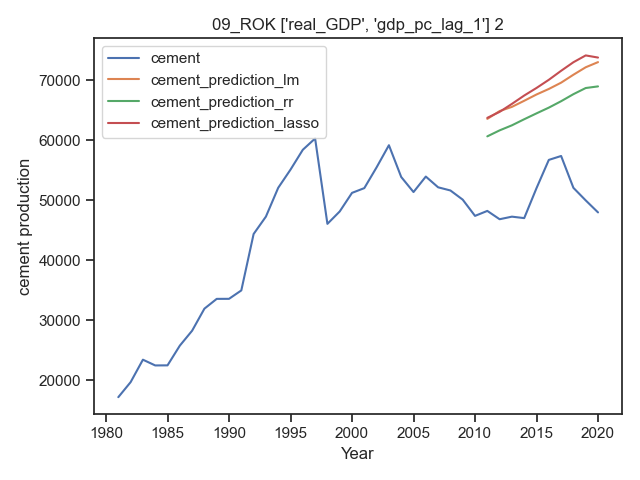 09_ROK ['real_GDP', 'gdp_pc_lag_1'] 2
cement
cement_prediction_lm
cement_prediction_rr
cement_prediction_lasso
cement production
70000
60000
50000
40000
30000
20000
1980 1985 1990 1995 2000 2005 2010 2015 2020
Year